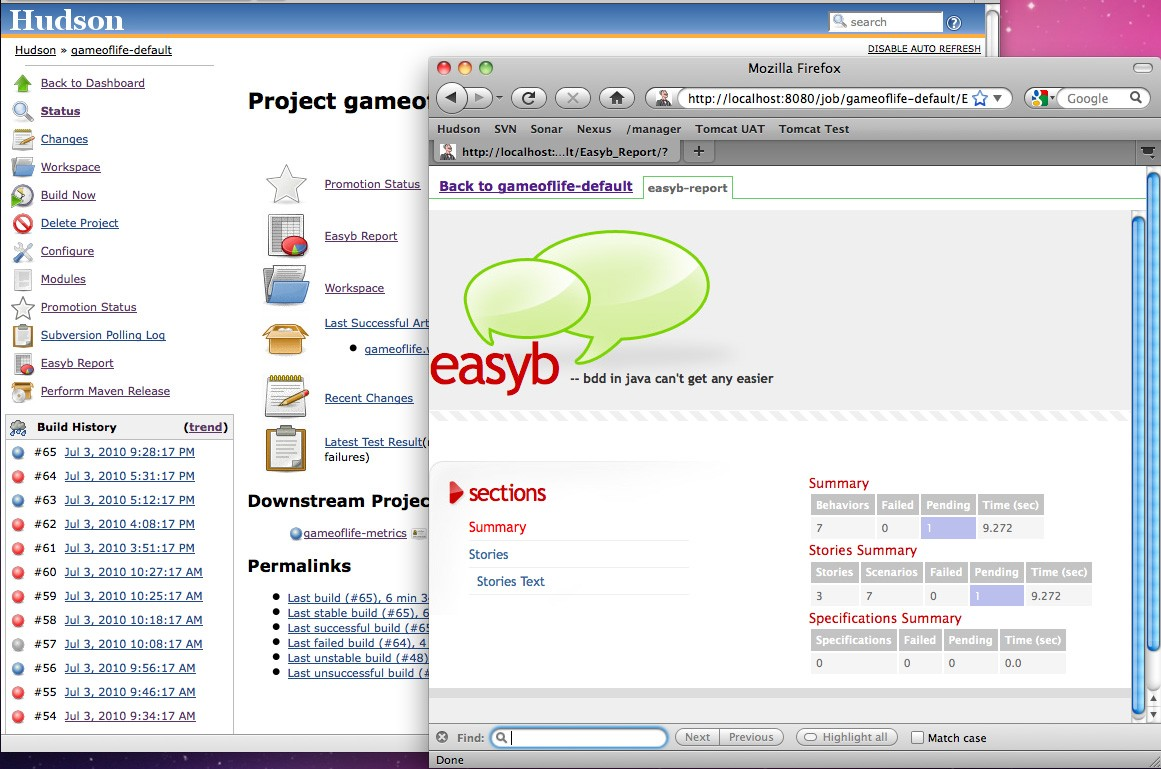 Hudson
search
Hudson » gameoflife-default
DISABLE AUTO REFRESH
Back to Dashboard
Status
Changes
Workspace
Build Now
Delete Project
Configure
Modules
Promotion Status
Subversion Polling Log
Easyb Report
Perform Maven Release
Build History (trend)
#65 Jul 3, 2010 9:28:17 PM
#64 Jul 3, 2010 5:31:17 PM
#63 Jul 3, 2010 5:12:17 PM
#62 Jul 3, 2010 4:08:17 PM
#61 Jul 3, 2010 3:51:17 PM
#60 Jul 3, 2010 10:27:17 AM
#59 Jul 3, 2010 10:25:17 AM
#58 Jul 3, 2010 10:18:17 AM
#57 Jul 3, 2010 10:08:17 AM
#56 Jul 3, 2010 9:56:17 AM
#55 Jul 3, 2010 9:46:17 AM
#54 Jul 3, 2010 9:34:17 AM
Project gameof
Promotion Status
Easyb Report
Workspace
Last Successful Art
gameoflife.w
Recent Changes
Latest Test Result(
failures)
Downstream Projec
gameoflife-metrics
Permalinks
Last build (#65), 6 min 3
Last stable build (#65), 6
Last successful build (#65
Last failed build (#64), 4
Last unstable build (#48)
Last unsuccessful build (#
Mozilla Firefox
http://localhost:8080/job/gameoflife-default/E
Google
Hudson SVN Sonar Nexus /manager Tomcat UAT Tomcat Test
http://localhost:...lt/Easyb_Report/?
Back to gameoflife-default easyb-report
easyb -- bdd in java can't get any easier
sections
Summary
Stories
Stories Text
Summary
Behaviors Failed Pending Time (sec)
7 0 1 9.272
Stories Summary
Stories Scenarios Failed Pending Time (sec)
3 7 0 1 9.272
Specifications Summary
Specifications Failed Pending Time (sec)
0 0 0 0.0
Find: Next Previous Highlight all Match case
Done